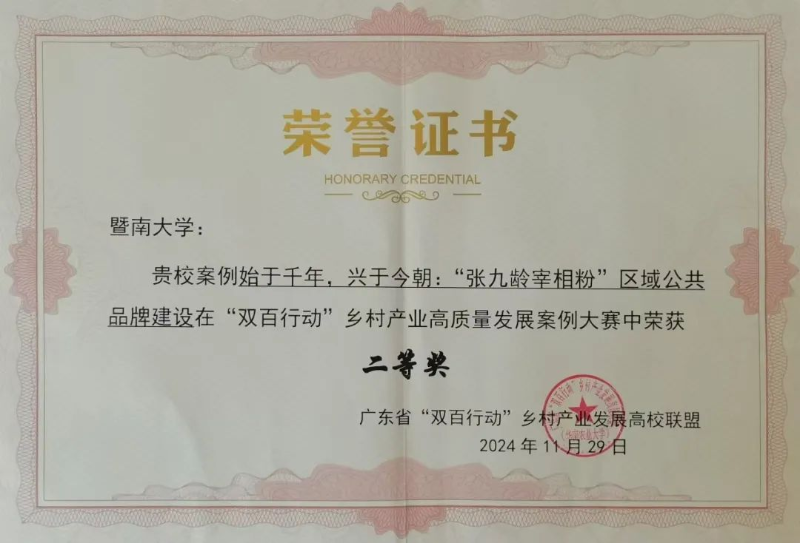 荣誉证书
HONORARY CREDENTIAL
暨南大学：
贵校案例始于千年，兴于今朝：“张九龄宰相粉”区域公共
品牌建设在“双百行动”乡村产业高质量发展案例大赛中荣获
二等奖
广东省“双百行动”乡村产业发展高校联盟
2024年11月29日